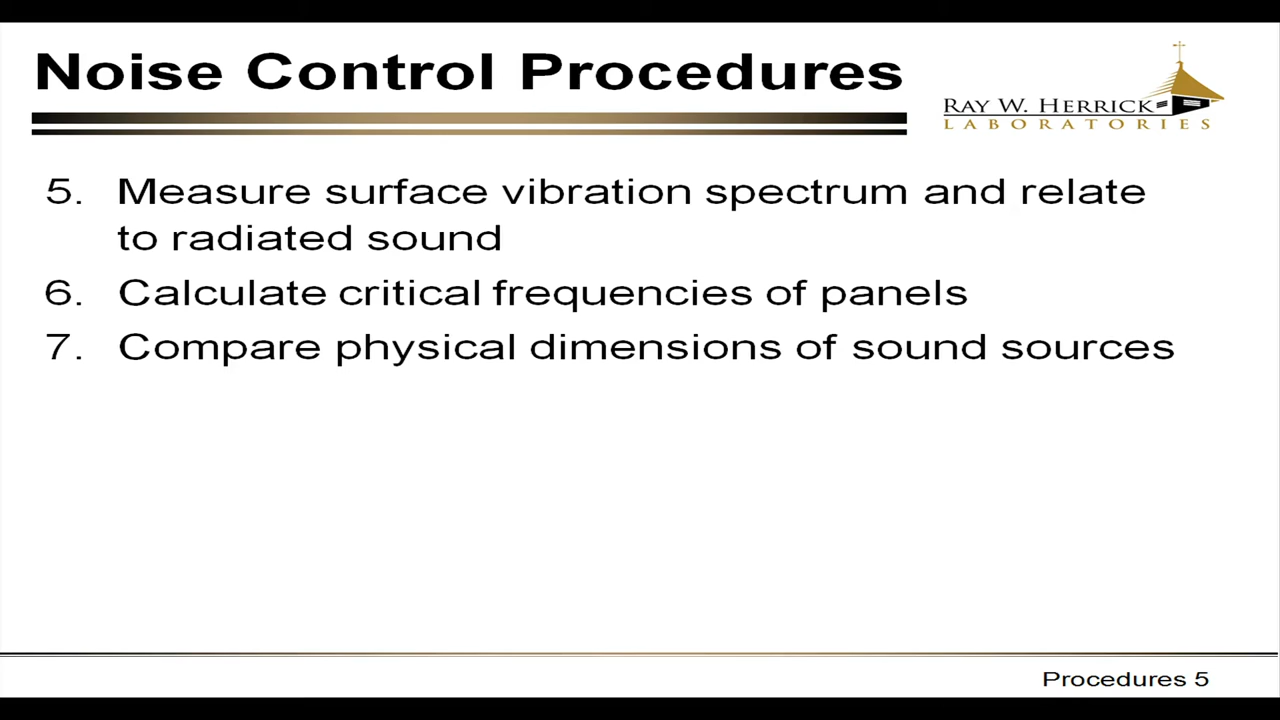 Noise Control Procedures
RAY W. HERRICK
LABORATORIES
5. Measure surface vibration spectrum and relate
to radiated sound
6. Calculate critical frequencies of panels
7. Compare physical dimensions of sound sources
Procedures 5